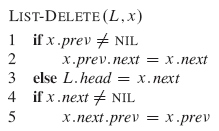 LIST-DELETE(L, x)
1 if x.prev ≠ NIL
2 x.prev.next = x.next
3 else L.head = x.next
4 if x.next ≠ NIL
5 x.next.prev = x.prev